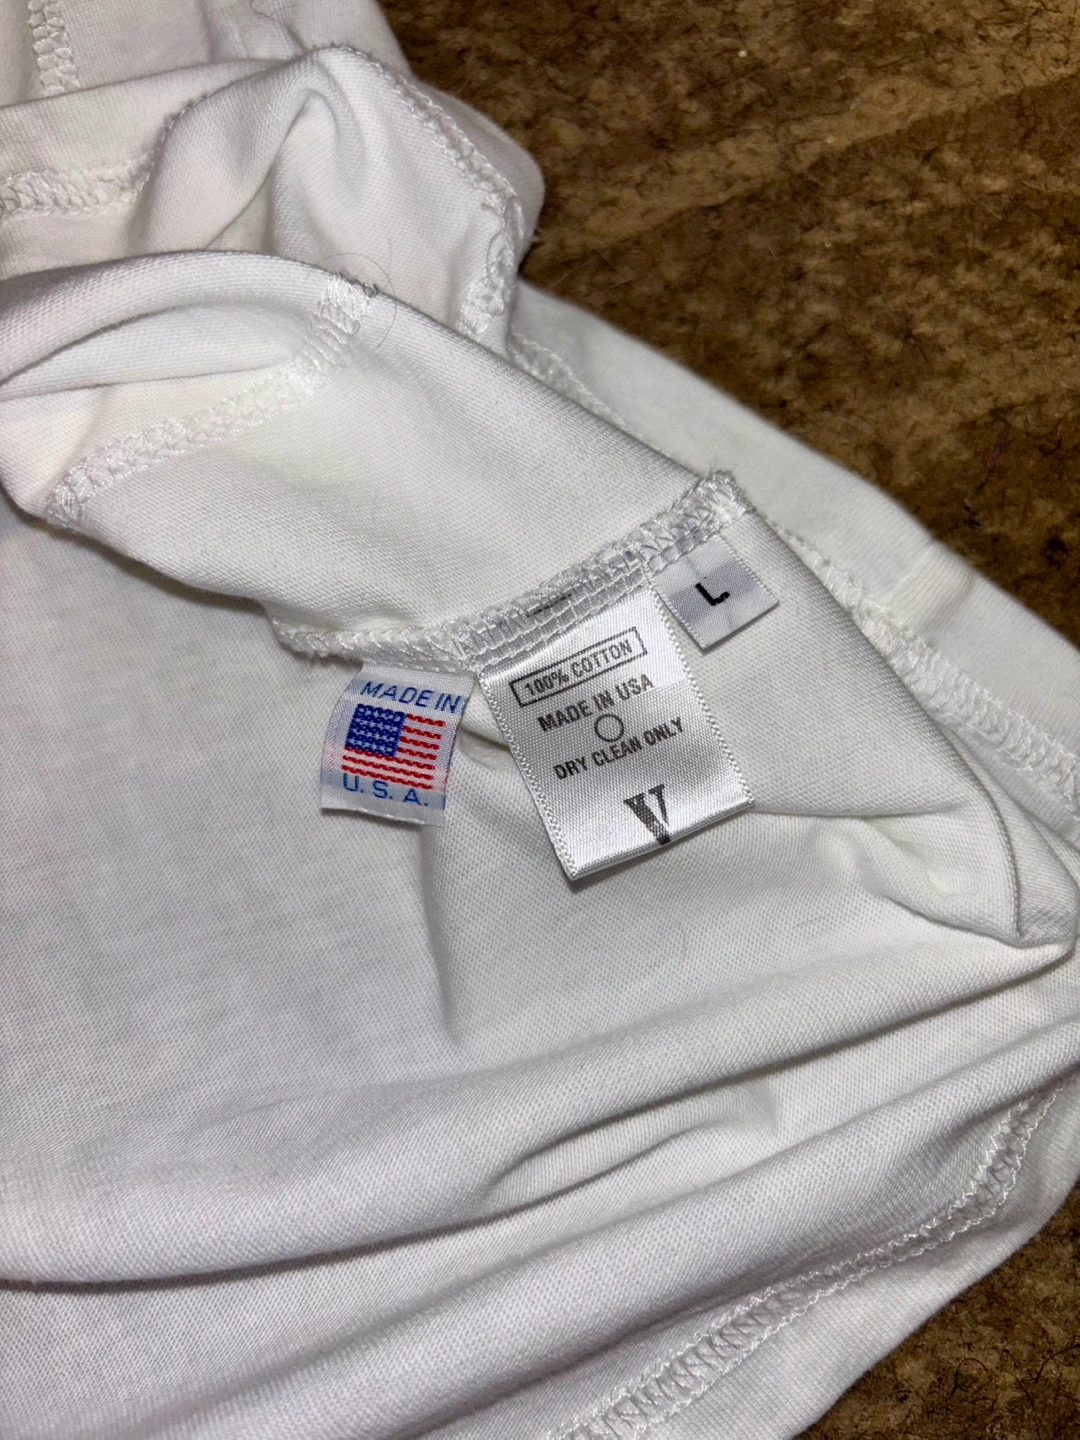 L
100% COTTON
MADE IN USA
DRY CLEAN ONLY
V
MADE IN
U.S.A.